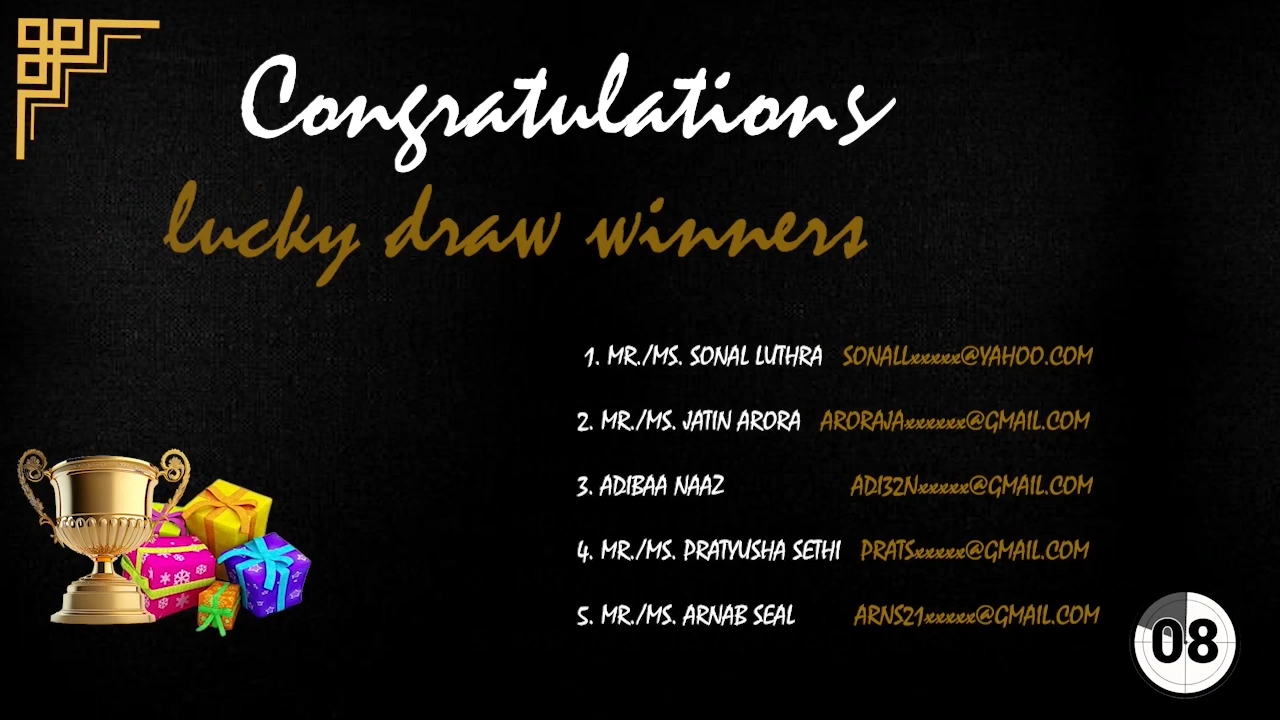 Congratulations
lucky draw winners
1. MR./MS. SONAL LUTHRA SONALLxxxxx@YAHOO.COM
2. MR./MS. JATIN ARORA ARORAJAxxxxxx@GMAIL.COM
3. ADIBAA NAAZ ADI32Nxxxxx@GMAIL.COM
4. MR./MS. PRATYUSHA SETHI PRATSxxxxx@GMAIL.COM
5. MR./MS. ARNAB SEAL ARNS21xxxxx@GMAIL.COM
08